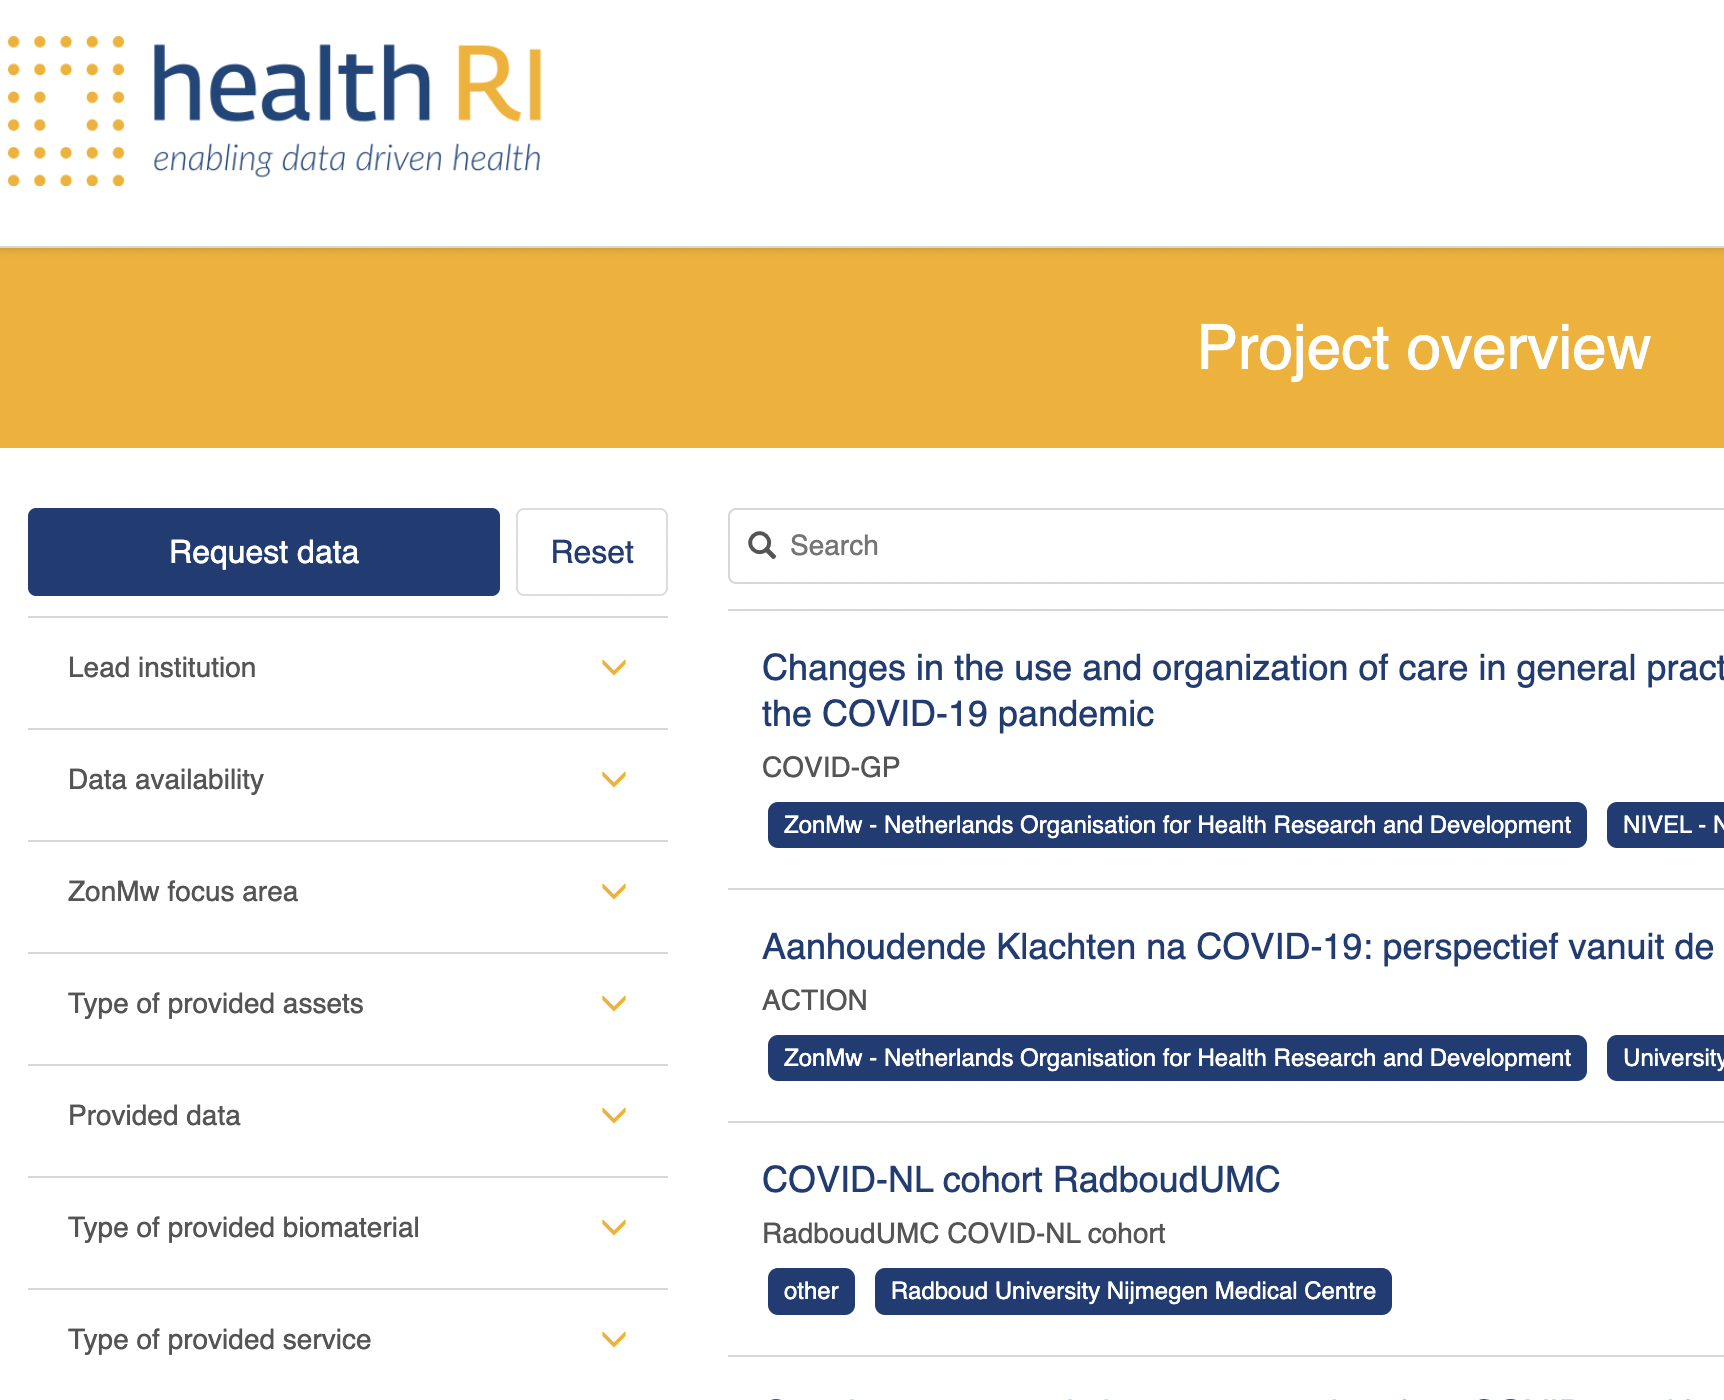 health RI
enabling data driven health
Project overview
Request data
Reset
Search
Lead institution
Data availability
ZonMw focus area
Type of provided assets
Provided data
Type of provided biomaterial
Type of provided service
Changes in the use and organization of care in general
the COVID-19 pandemic
COVID-GP
ZonMw - Netherlands Organisation for Health Research and Development
NIVEL -
Aanhoudende Klachten na COVID-19: perspectief vanuit de
ACTION
ZonMw - Netherlands Organisation for Health Research and Development
University
COVID-NL cohort RadboudUMC
RadboudUMC COVID-NL cohort
other
Radboud University Nijmegen Medical Centre